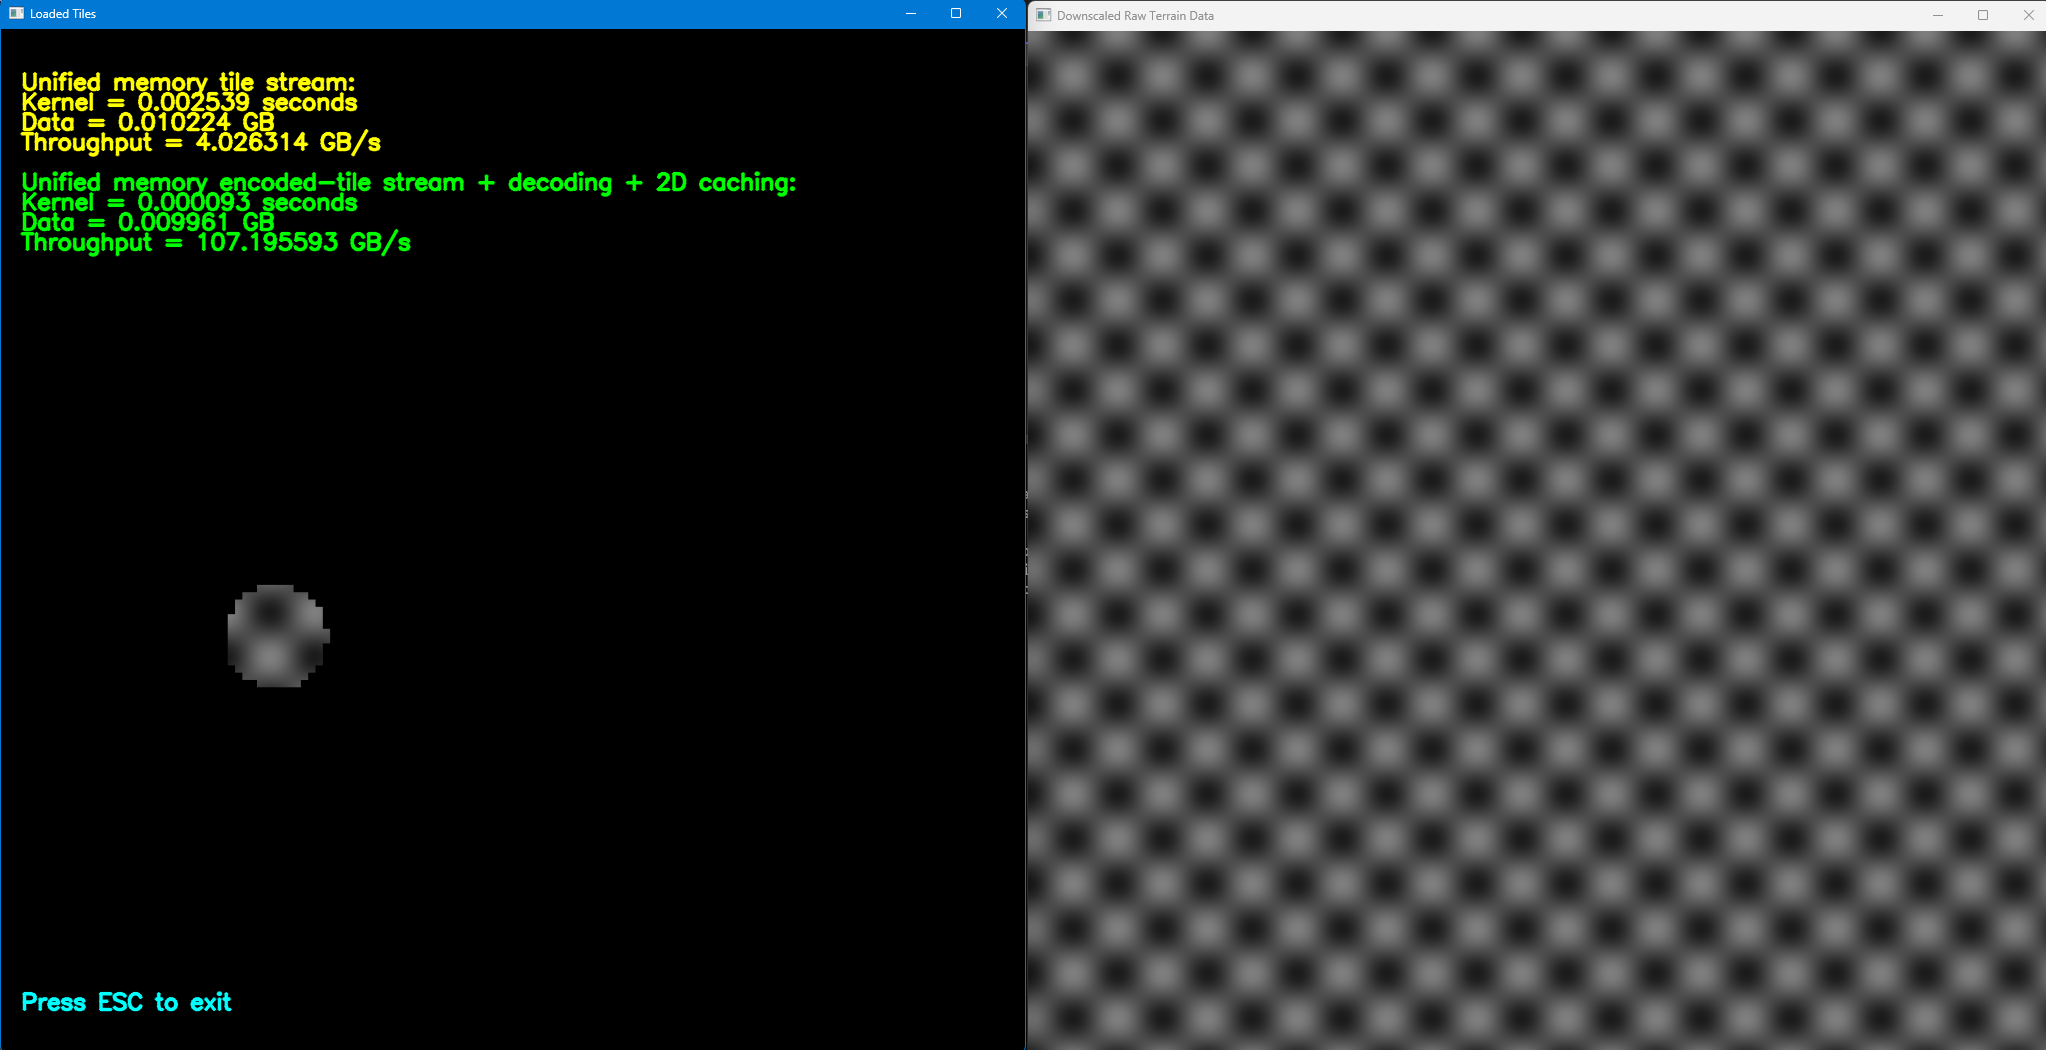 Loaded Tiles
Unified memory tile stream:
Kernel = 0.002539 seconds
Data = 0.010224 GB
Throughput = 4.026314 GB/s
Unified memory encoded-tile stream + decoding + 2D caching:
Kernel = 0.000093 seconds
Data = 0.009961 GB
Throughput = 107.195593 GB/s
Press ESC to exit
Downscaled Raw Terrain Data